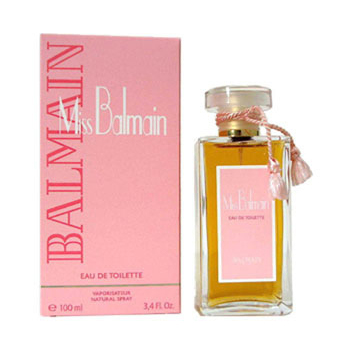 BALMAIN
Miss Balmain
EAU DE TOILETTE
VAPORISATEUR
NATURAL SPRAY
℮ 100 ml 3,4 fl. Oz.
Miss Balmain
EAU DE TOILETTE